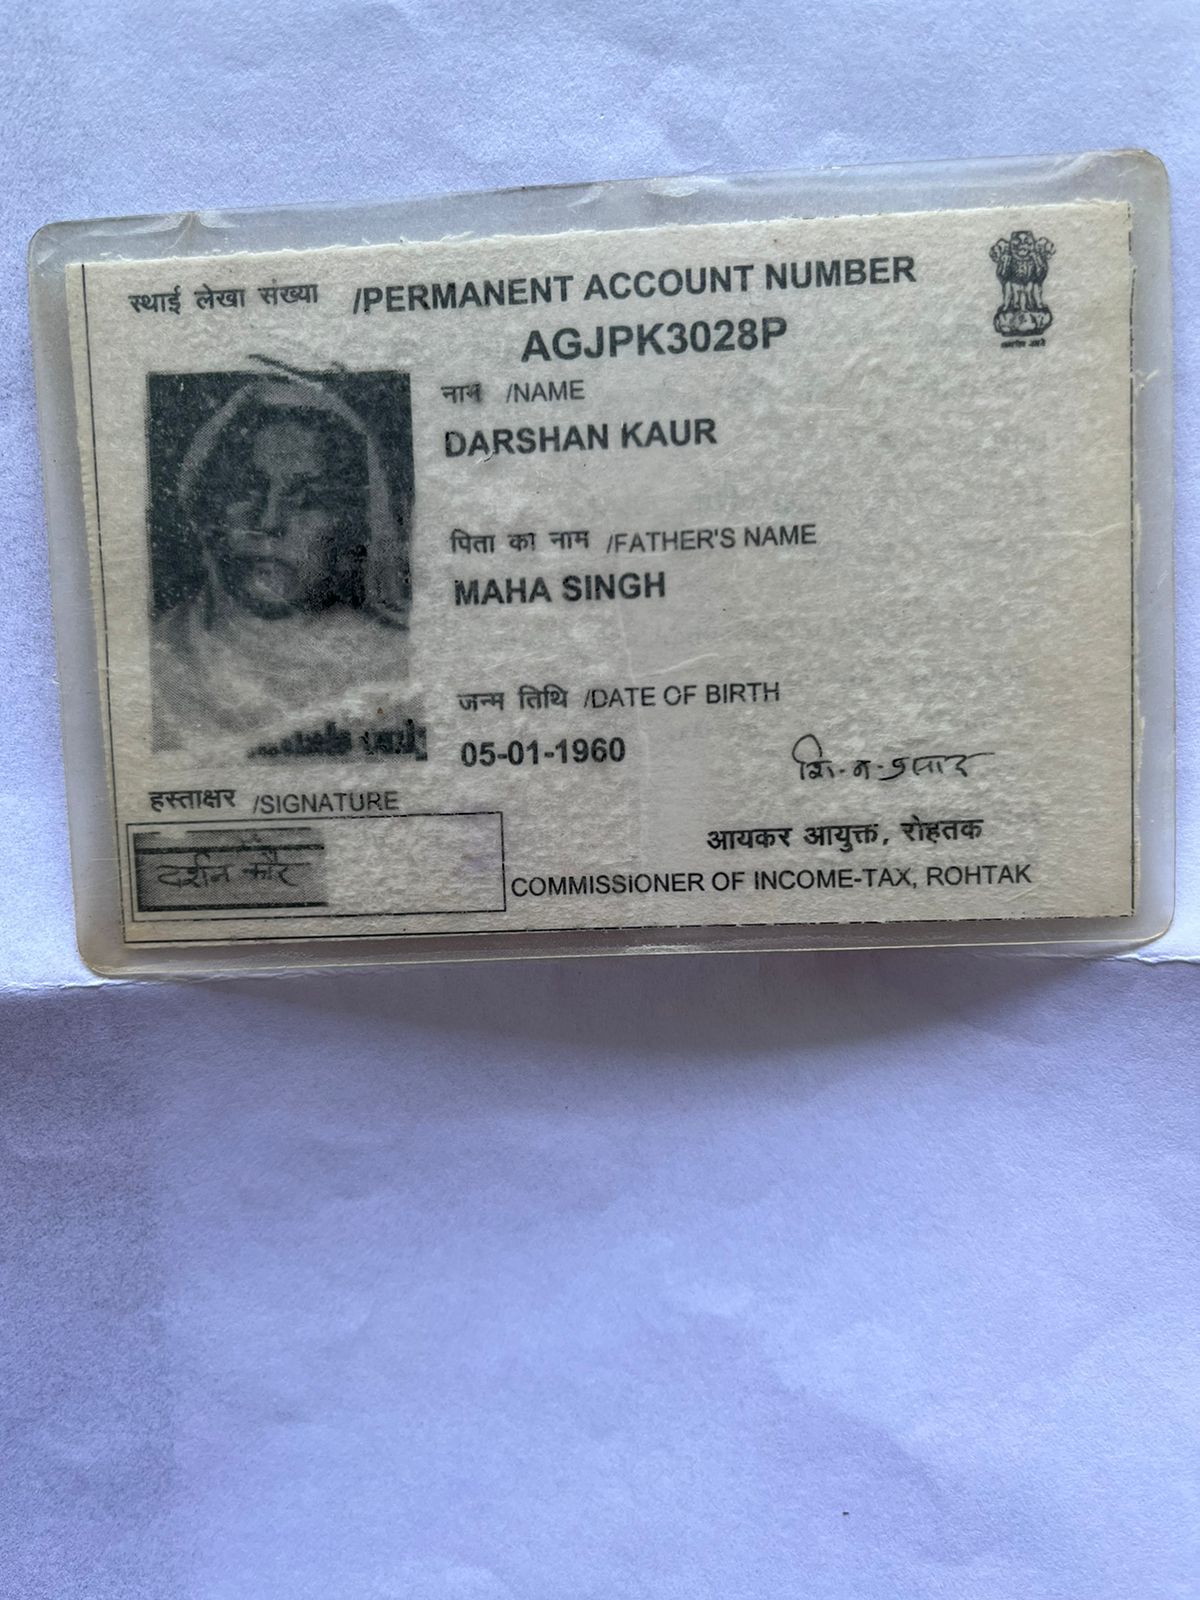 स्थाई लेखा संख्या /PERMANENT ACCOUNT NUMBER
AGJPK3028P
नाम /NAME
DARSHAN KAUR
पिता का नाम /FATHER'S NAME
MAHA SINGH
जन्म तिथि /DATE OF BIRTH
05-01-1960
हस्ताक्षर /SIGNATURE
दर्शन कौर
आयकर आयुक्त, रोहतक
COMMISSIONER OF INCOME-TAX, ROHTAK